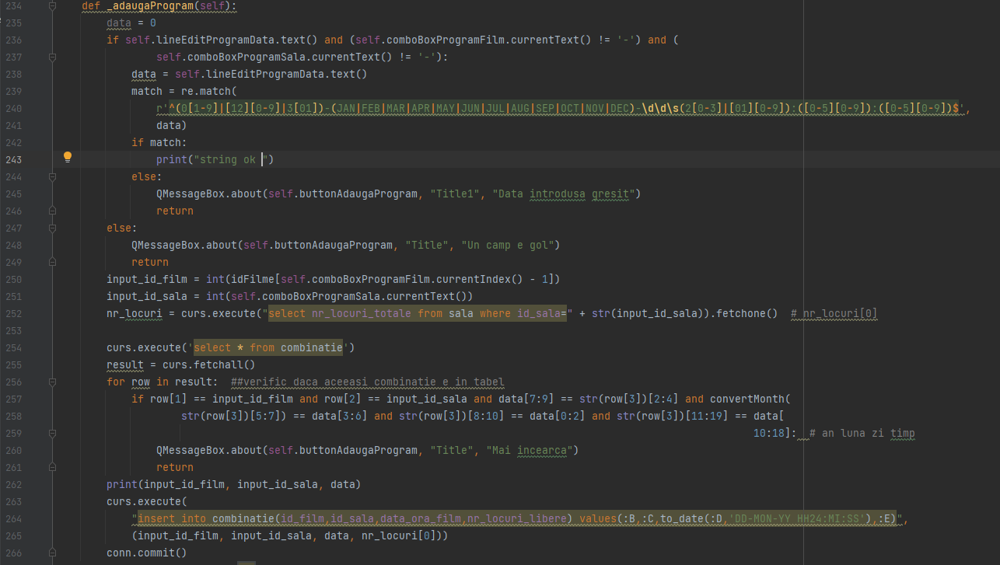 234 def _adaugaProgram(self):
235 data = 0
236 if self.lineEditProgramData.text() and (self.comboBoxProgramFilm.currentText() != '-') and (
237 self.comboBoxProgramSala.currentText() != '-'):
238 data = self.lineEditProgramData.text()
239 match = re.match(
240 r'^(0[1-9]|[12][0-9]|3[01])-(JAN|FEB|MAR|APR|MAY|JUN|JUL|AUG|SEP|OCT|NOV|DEC)-\d\d\s(2[0-3]|[01][0-9]):([0-5][0-9]):([0-5][0-9])$',
241 data)
242 if match:
243 print("string ok ")
244 else:
245 QMessageBox.about(self.buttonAdaugaProgram, "Title1", "Data introdusa gresit")
246 return
247 else:
248 QMessageBox.about(self.buttonAdaugaProgram, "Title", "Un camp e gol")
249 return
250 input_id_film = int(idFilme[self.comboBoxProgramFilm.currentIndex() - 1])
251 input_id_sala = int(self.comboBoxProgramSala.currentText())
252 nr_locuri = curs.execute("select nr_locuri_totale from sala where id_sala=" + str(input_id_sala)).fetchone() # nr_locuri[0]
253
254 curs.execute('select * from combinatie')
255 result = curs.fetchall()
256 for row in result: ##verific daca aceeasi combinatie e in tabel
257 if row[1] == input_id_film and row[2] == input_id_sala and data[7:9] == str(row[3])[2:4] and convertMonth(
258 str(row[3])[5:7]) == data[3:6] and str(row[3])[8:10] == data[0:2] and str(row[3])[11:19] == data[
259 10:18]: # an luna zi timp
260 QMessageBox.about(self.buttonAdaugaProgram, "Title", "Mai incearca")
261 return
262 print(input_id_film, input_id_sala, data)
263 curs.execute(
264 "insert into combinatie(id_film,id_sala,data_ora_film,nr_locuri_libere) values(:B,:C,to_date(:D,'DD-MON-YY HH24:MI:SS'),:E)",
265 (input_id_film, input_id_sala, data, nr_locuri[0]))
266 conn.commit()